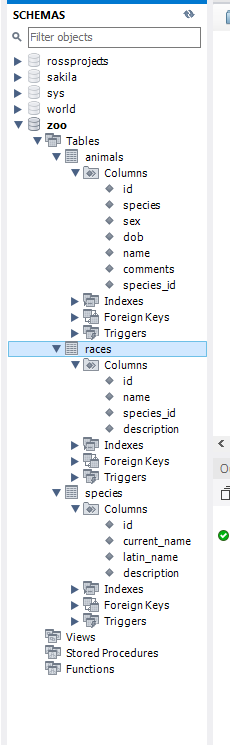 SCHEMAS
Filter objects
rossprojects
sakila
sys
world
zoo
Tables
animals
Columns
id
species
sex
dob
name
comments
species_id
Indexes
Foreign Keys
Triggers
races
Columns
id
name
species_id
description
Indexes
Foreign Keys
Triggers
species
Columns
id
current_name
latin_name
description
Indexes
Foreign Keys
Triggers
Views
Stored Procedures
Functions